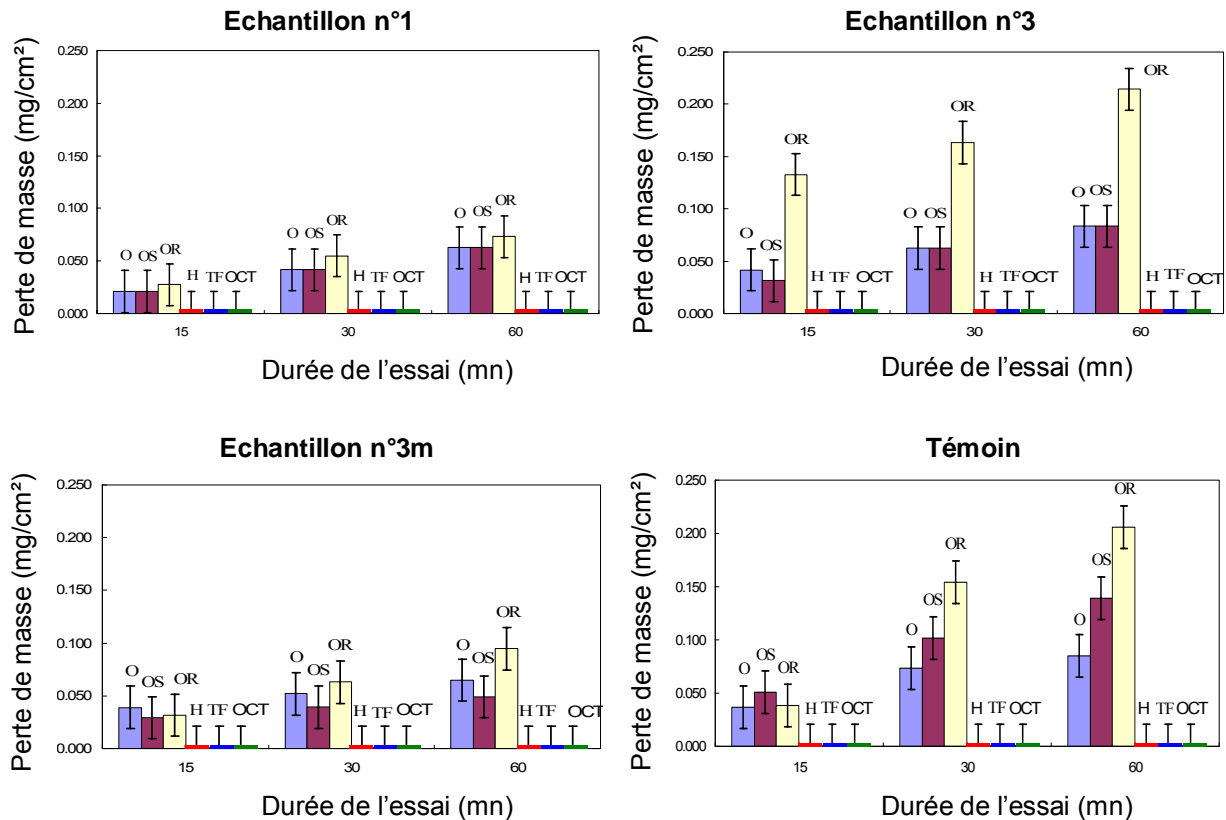 Echantillon n°1
Perte de masse (mg/cm²)
0.250
0.200
0.150
0.100
0.050
0.000
O OS OR H TF OCT
O OS OR H TF OCT
O OS OR H TF OCT
15 30 60
Durée de l'essai (mn)
Echantillon n°3
Perte de masse (mg/cm²)
0.250
0.200
0.150
0.100
0.050
0.000
O OS OR H TF OCT
O OS OR H TF OCT
O OS OR H TF OCT
15 30 60
Durée de l'essai (mn)
Echantillon n°3m
Perte de masse (mg/cm²)
0.250
0.200
0.150
0.100
0.050
0.000
O OS OR H TF OCT
O OS OR H TF OCT
O OS OR H TF OCT
15 30 60
Durée de l'essai (mn)
Témoin
Perte de masse (mg/cm²)
0.250
0.200
0.150
0.100
0.050
0.000
O OS OR H TF OCT
O OS OR H TF OCT
O OS OR H TF OCT
15 30 60
Durée de l'essai (mn)